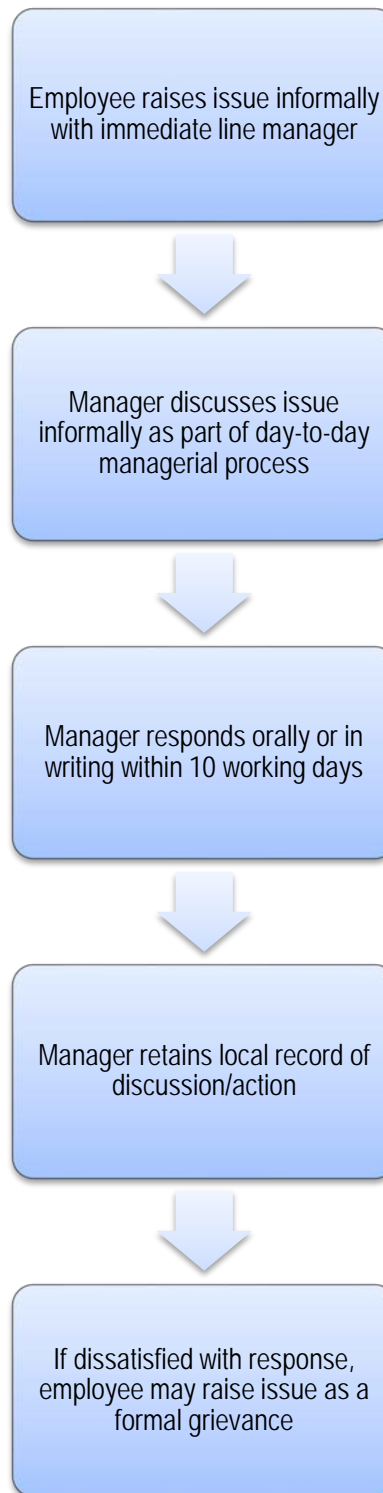 Employee raises issue informally
with immediate line manager
Manager discusses issue
informally as part of day-to-day
managerial process
Manager responds orally or in
writing within 10 working days
Manager retains local record of
discussion/action
If dissatisfied with response,
employee may raise issue as a
formal grievance